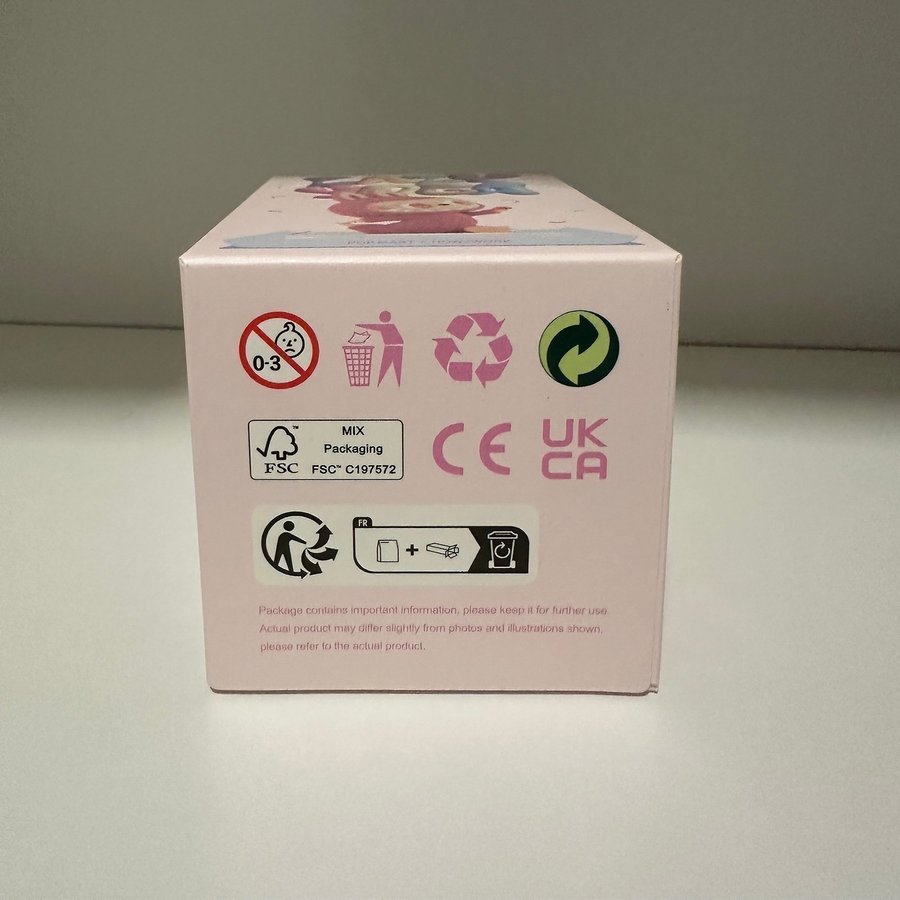 0-3
MIX
Packaging
FSC™ C197572
FSC
™
CE
UK
CA
FR
Package contains important information, please keep it for further use.
Actual product may differ slightly from photos and illustrations shown,
please refer to the actual product.